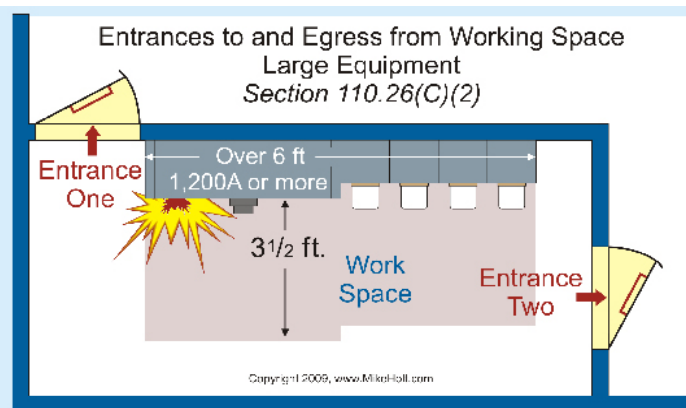 Entrances to and Egress from Working Space
Large Equipment
Section 110.26(C)(2)
Entrance
One
Over 6 ft
1,200A or more
3 1/2 ft.
Work
Space
Entrance
Two
Copyright 2009, www.MikeHolt.com